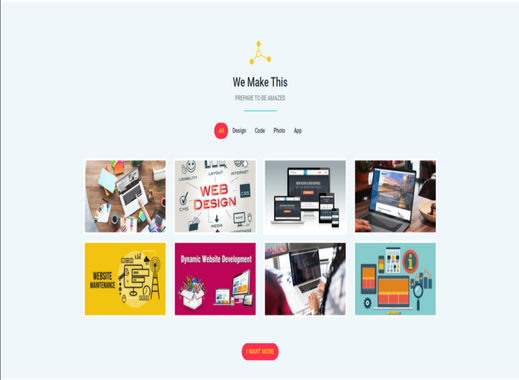 We Make This
PREPARE TO BE AMAZED
All Design Code Photo App
USABILITY
LAYOUT
INTERNET
WEB
DESIGN
CMS
CSS
MEDIA
WEBSITE
MAINTENANCE
Dynamic Website Development
I WANT MORE